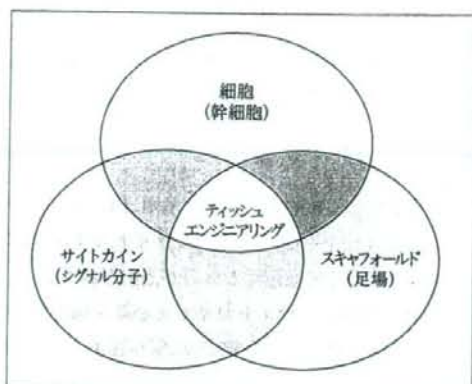 細胞
(幹細胞)
ティッシュ
エンジニアリング
サイトカイン
(シグナル分子)
スキャフォールド
(足場)